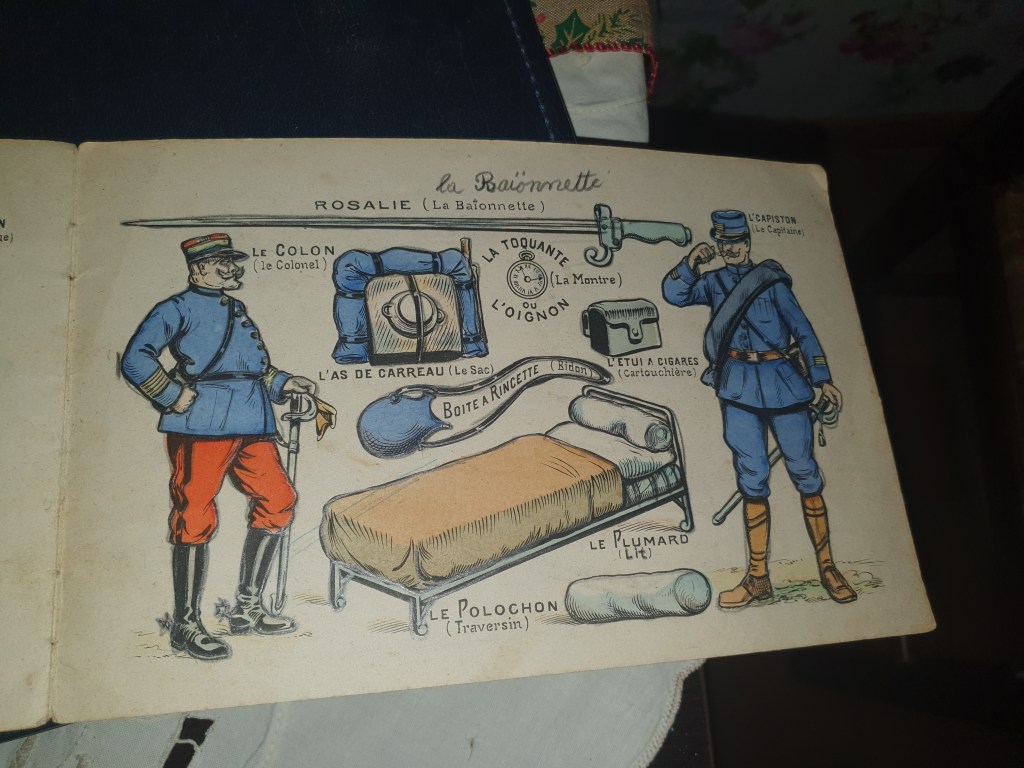 la Baïonnette
ROSALIE (La Baïonnette)
LE COLON
(le Colonel)
LA TOQUANTE
(La Montre)
OU
L'OIGNON
L'CAPISTON
(Le Capitaine)
L'AS DE CARREAU (Le Sac)
L'ETUI A CIGARES
(Cartouchière)
BOITE A RINCETTE (Bidon)
LE PLUMARD
(Lit)
LE POLOCHON
(Traversin)